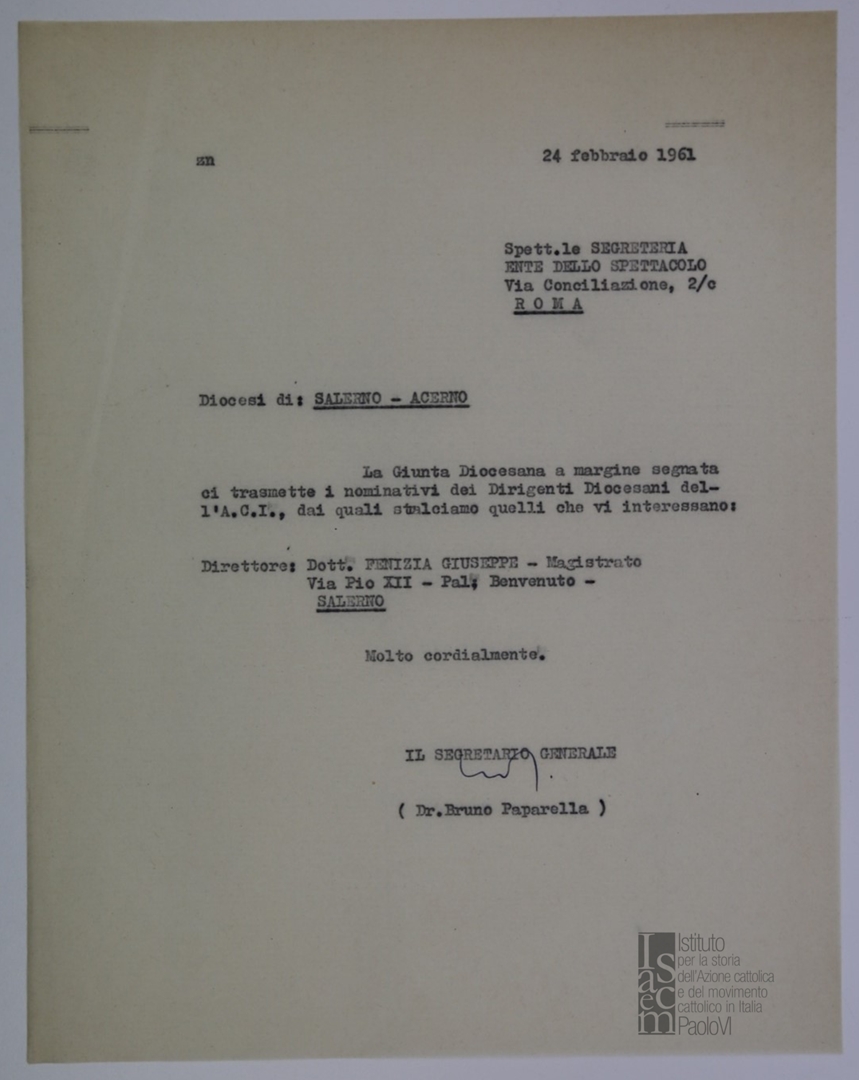 zn
24 febbraio 1961
Spett.le SEGRETERIA
ENTE DELLO SPETTACOLO
Via Conciliazione, 2/c
R O M A
Diocesi di: SALERNO - ACERNO
La Giunta Diocesana a margine segnata
ci trasmette i nominativi dei Dirigenti Diocesani del-
l'A.C.I., dai quali stralciamo quelli che vi interessano:
Direttore: Dott. FENIZIA GIUSEPPE - Magistrato
Via Pio XII - Pal. Benvenuto -
SALERNO
Molto cordialmente.
IL SEGRETARIO GENERALE
( Dr.Bruno Paparella )
Isacem
Istituto
per la storia
dell'Azione cattolica
e del movimento
cattolico in Italia
PaoloVI